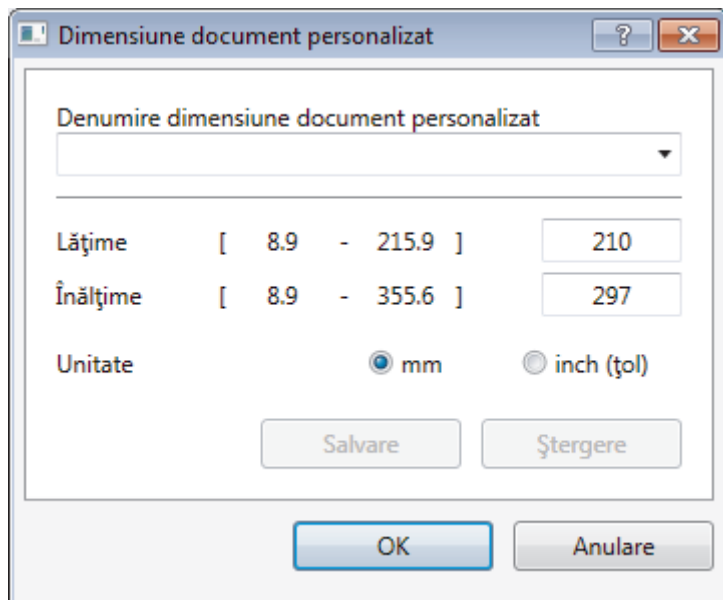 Dimensiune document personalizat
Denumire dimensiune document personalizat
Lăţime [ 8.9 - 215.9 ] 210
Înălţime [ 8.9 - 355.6 ] 297
Unitate mm inch (ţol)
Salvare Ştergere
OK Anulare